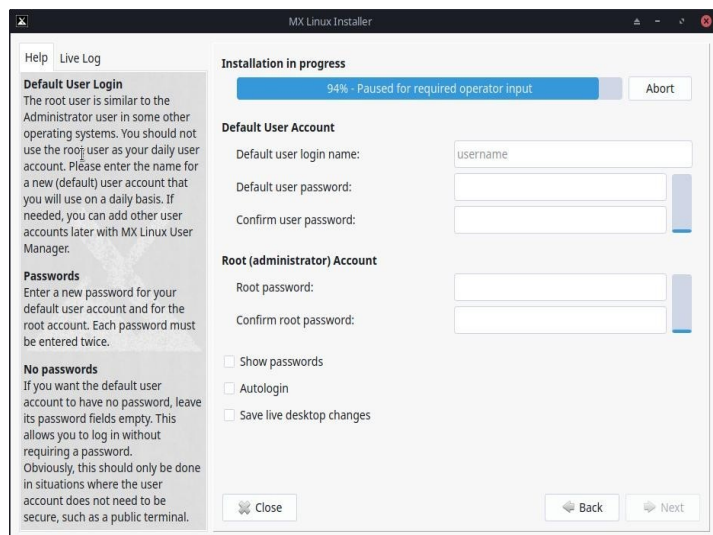 MX Linux Installer
Help
Live Log
Default User Login
The root user is similar to the
Administrator user in some other
operating systems. You should not
use the root user as your daily user
account. Please enter the name for
a new (default) user account that
you will use on a daily basis. If
needed, you can add other user
accounts later with MX Linux User
Manager.
Passwords
Enter a new password for your
default user account and for the
root account. Each password must
be entered twice.
No passwords
If you want the default user
account to have no password, leave
its password fields empty. This
allows you to log in without
requiring a password.
Obviously, this should only be done
in situations where the user
account does not need to be
secure, such as a public terminal.
Installation in progress
94% - Paused for required operator input
Abort
Default User Account
Default user login name:
username
Default user password:
Confirm user password:
Root (administrator) Account
Root password:
Confirm root password:
Show passwords
Autologin
Save live desktop changes
Close
Back
Next